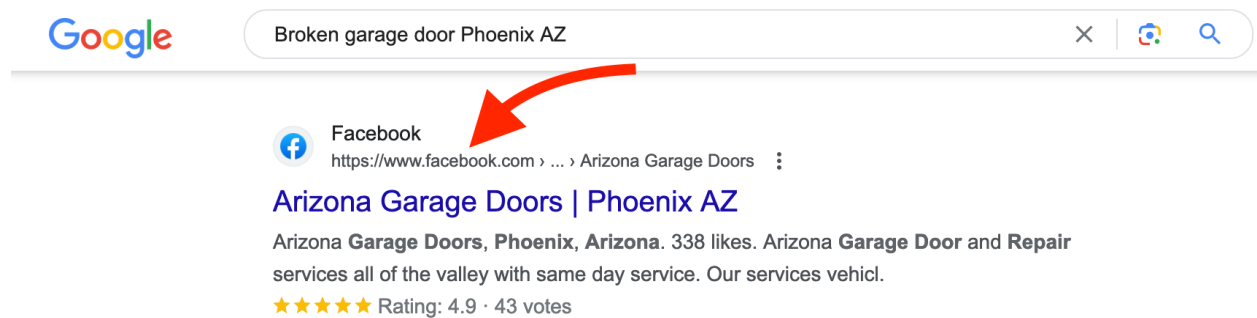 Google
Broken garage door Phoenix AZ
Facebook
https://www.facebook.com › ... › Arizona Garage Doors
Arizona Garage Doors | Phoenix AZ
Arizona Garage Doors, Phoenix, Arizona. 338 likes. Arizona Garage Door and Repair
services all of the valley with same day service. Our services vehicl.
Rating: 4.9 · 43 votes